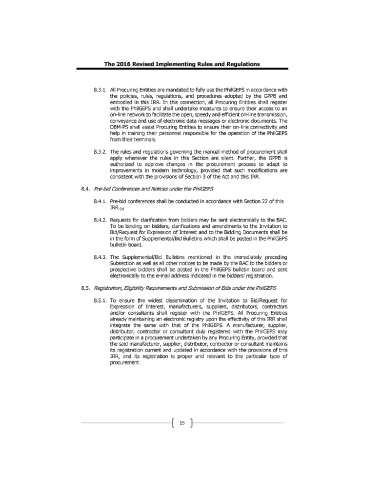 The 2016 Revised Implementing Rules and Regulations
8.3.1. All Procuring Entities are mandated to fully use the PhilGEPS in accordance with
the policies, rules, regulations, and procedures adopted by the GPPB and
embodied in this IRR. In this connection, all Procuring Entities shall register
with the PhilGEPS and shall undertake measures to ensure their access to an
on-line network to facilitate the open, speedy and efficient on-line transmission,
conveyance and use of electronic data messages or electronic documents. The
DBM-PS shall assist Procuring Entities to ensure their on-line connectivity and
help in training their personnel responsible for the operation of the PhilGEPS
from their terminals.
8.3.2. The rules and regulations governing the manual method of procurement shall
apply whenever the rules in this Section are silent. Further, the GPPB is
authorized to approve changes in the procurement process to adapt to
improvements in modern technology, provided that such modifications are
consistent with the provisions of Section 3 of the Act and this IRR.
8.4. Pre-bid Conferences and Notices under the PhilGEPS
8.4.1. Pre-bid conferences shall be conducted in accordance with Section 22 of this
IRR.(a)
8.4.2. Requests for clarification from bidders may be sent electronically to the BAC.
To be binding on bidders, clarifications and amendments to the Invitation to
Bid/Request for Expression of Interest and to the Bidding Documents shall be
in the form of Supplemental/Bid Bulletins which shall be posted in the PhilGEPS
bulletin board.
8.4.3. The Supplemental/Bid Bulletins mentioned in the immediately preceding
Subsection as well as all other notices to be made by the BAC to the bidders or
prospective bidders shall be posted in the PhilGEPS bulletin board and sent
electronically to the e-mail address indicated in the bidders' registration.
8.5. Registration, Eligibility Requirements and Submission of Bids under the PhilGEPS
8.5.1. To ensure the widest dissemination of the Invitation to Bid/Request for
Expression of Interest, manufacturers, suppliers, distributors, contractors
and/or consultants shall register with the PhilGEPS. All Procuring Entities
already maintaining an electronic registry upon the effectivity of this IRR shall
integrate the same with that of the PhilGEPS. A manufacturer, supplier,
distributor, contractor or consultant duly registered with the PhilGEPS may
participate in a procurement undertaken by any Procuring Entity, provided that
the said manufacturer, supplier, distributor, contractor or consultant maintains
its registration current and updated in accordance with the provisions of this
IRR, and its registration is proper and relevant to the particular type of
procurement.
15